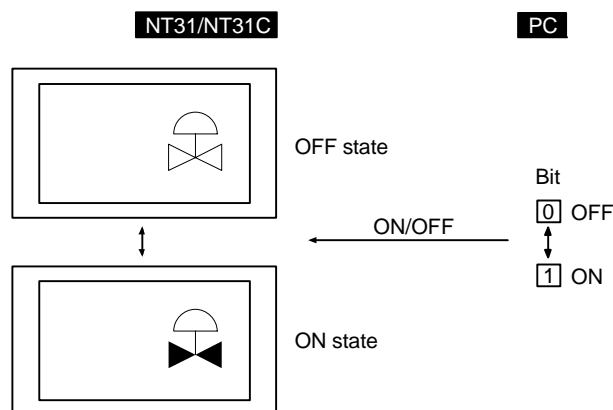 NT31/NT31C PC
OFF state
Bit
0 OFF
ON/OFF
1 ON
ON state